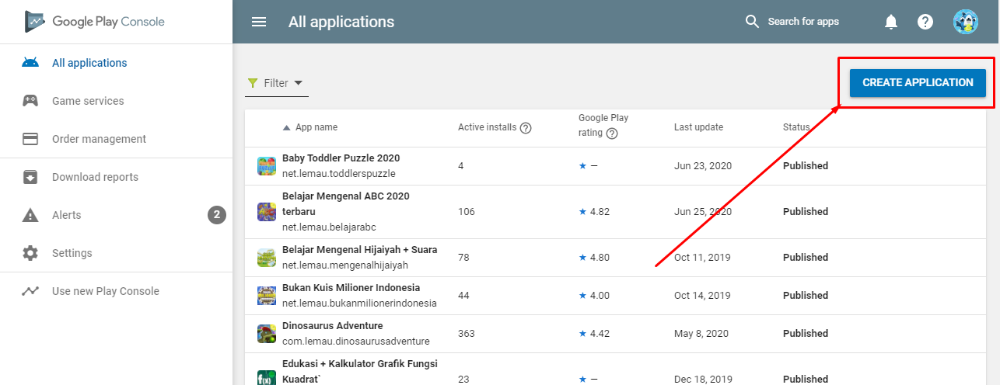 Google Play Console
All applications
Search for apps
All applications
Game services
Order management
Download reports
Alerts
2
Settings
Use new Play Console
Filter
CREATE APPLICATION
App name
Active installs ?
Google Play
rating ?
Last update
Status
Baby Toddler Puzzle 2020
net.lemau.toddlerspuzzle
4
★ —
Jun 23, 2020
Published
Belajar Mengenal ABC 2020
terbaru
net.lemau.belajarabc
106
★ 4.82
Jun 25, 2020
Published
Belajar Mengenal Hijaiyah + Suara
net.lemau.mengenalhijaiyah
78
★ 4.80
Oct 11, 2019
Published
Bukan Kuis Milioner Indonesia
net.lemau.bukanmilionerindonesia
44
★ 4.00
Oct 14, 2019
Published
Dinosaurus Adventure
com.lemau.dinosaurusadventure
363
★ 4.42
May 8, 2020
Published
Edukasi + Kalkulator Grafik Fungsi
Kuadrat`
23
★ —
Dec 18, 2019
Published